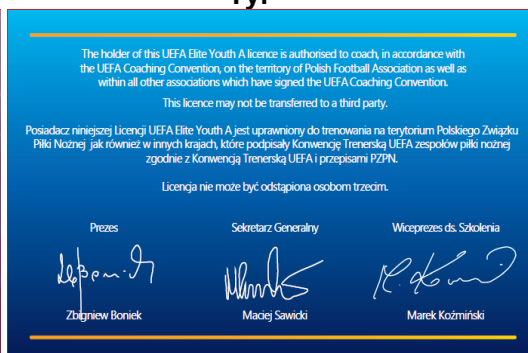 The holder of this UEFA Elite Youth A licence is authorised to coach, in accordance with
the UEFA Coaching Convention, on the territory of Polish Football Association as well as
within all other associations which have signed the UEFA Coaching Convention.
This licence may not be transferred to a third party.
Posiadacz niniejszej Licencji UEFA Elite Youth A jest uprawniony do trenowania na terytorium Polskiego Związku
Piłki Nożnej jak również w innych krajach, które podpisały Konwencję Trenerską UEFA zespołów piłki nożnej
zgodnie z Konwencją Trenerską UEFA i przepisami PZPN.
Licencja nie może być odstąpiona osobom trzecim.
Prezes Sekretarz Generalny Wiceprezes ds. Szkolenia
Zbigniew Boniek Maciej Sawicki Marek Koźmiński